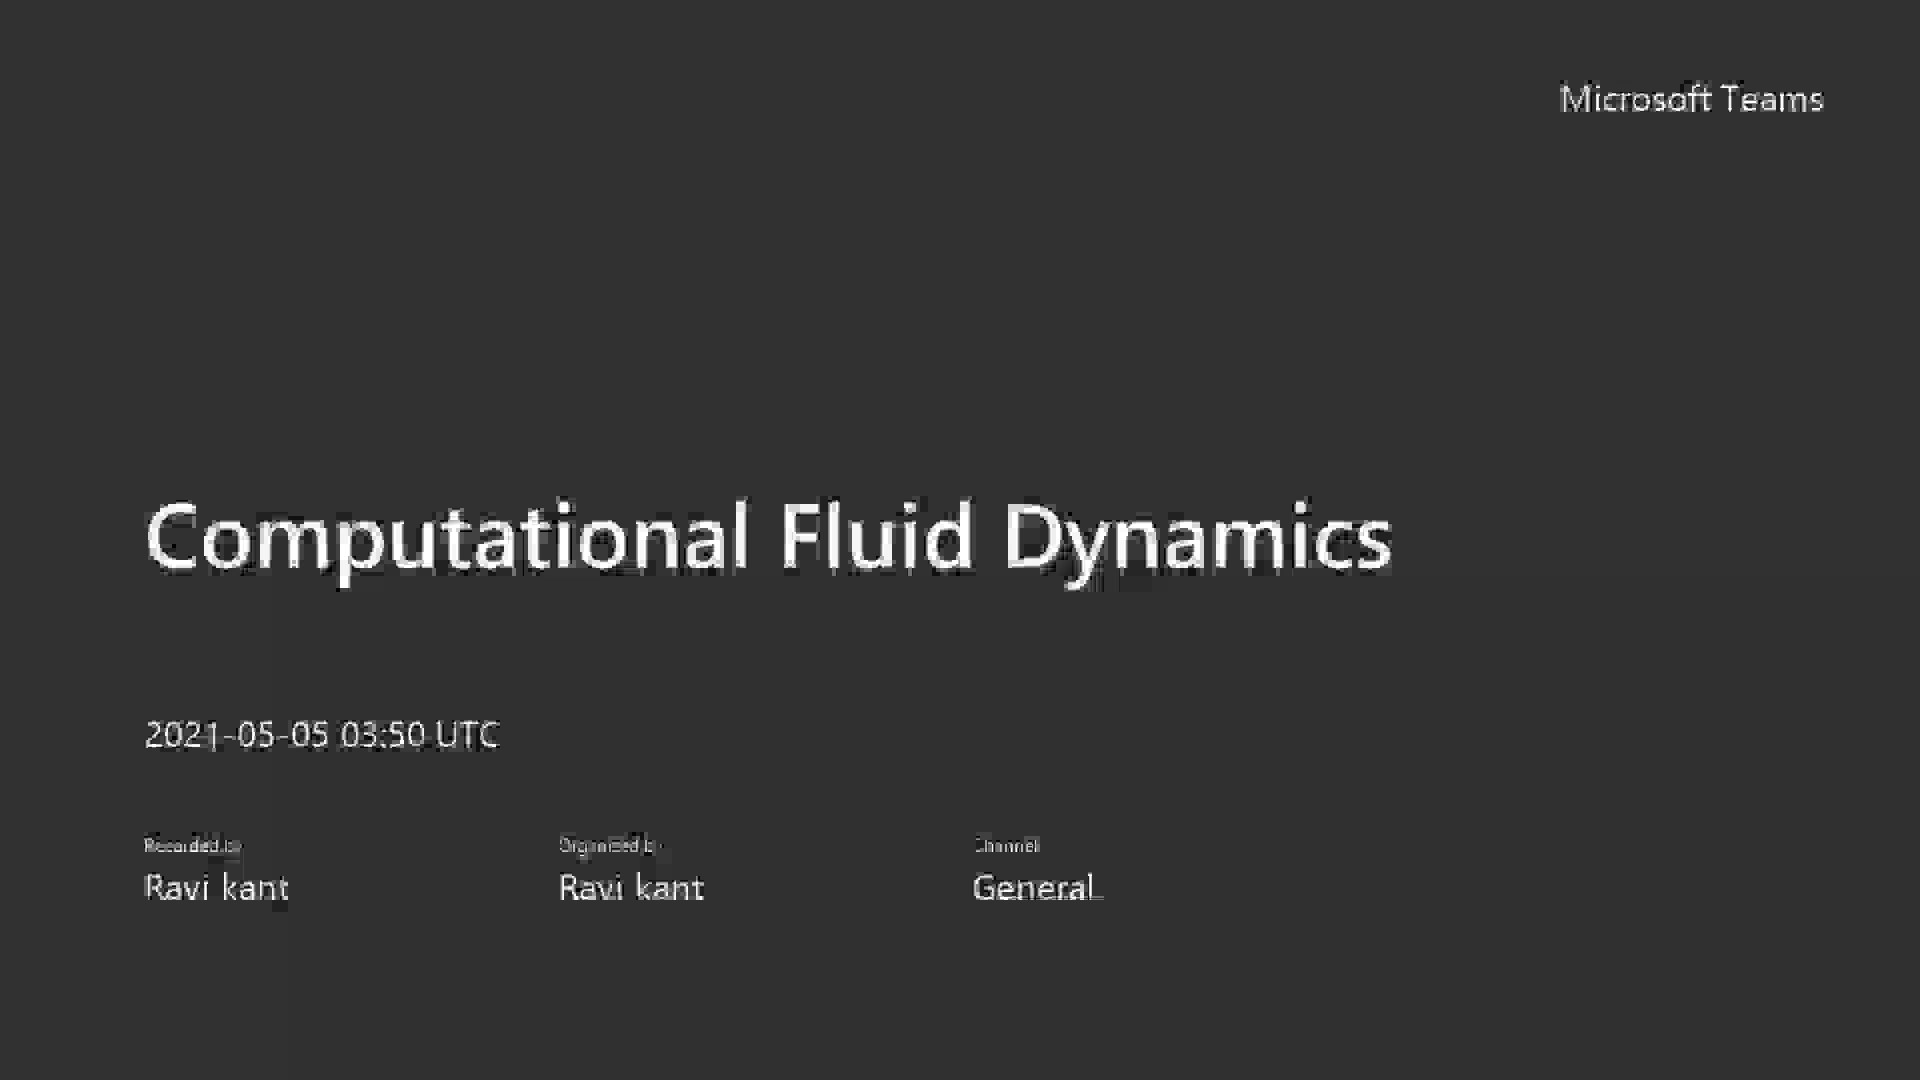 Microsoft Teams
Computational Fluid Dynamics
2021-05-05 03:50 UTC
Recorded by Organized by Channel
Ravi kant Ravi kant General